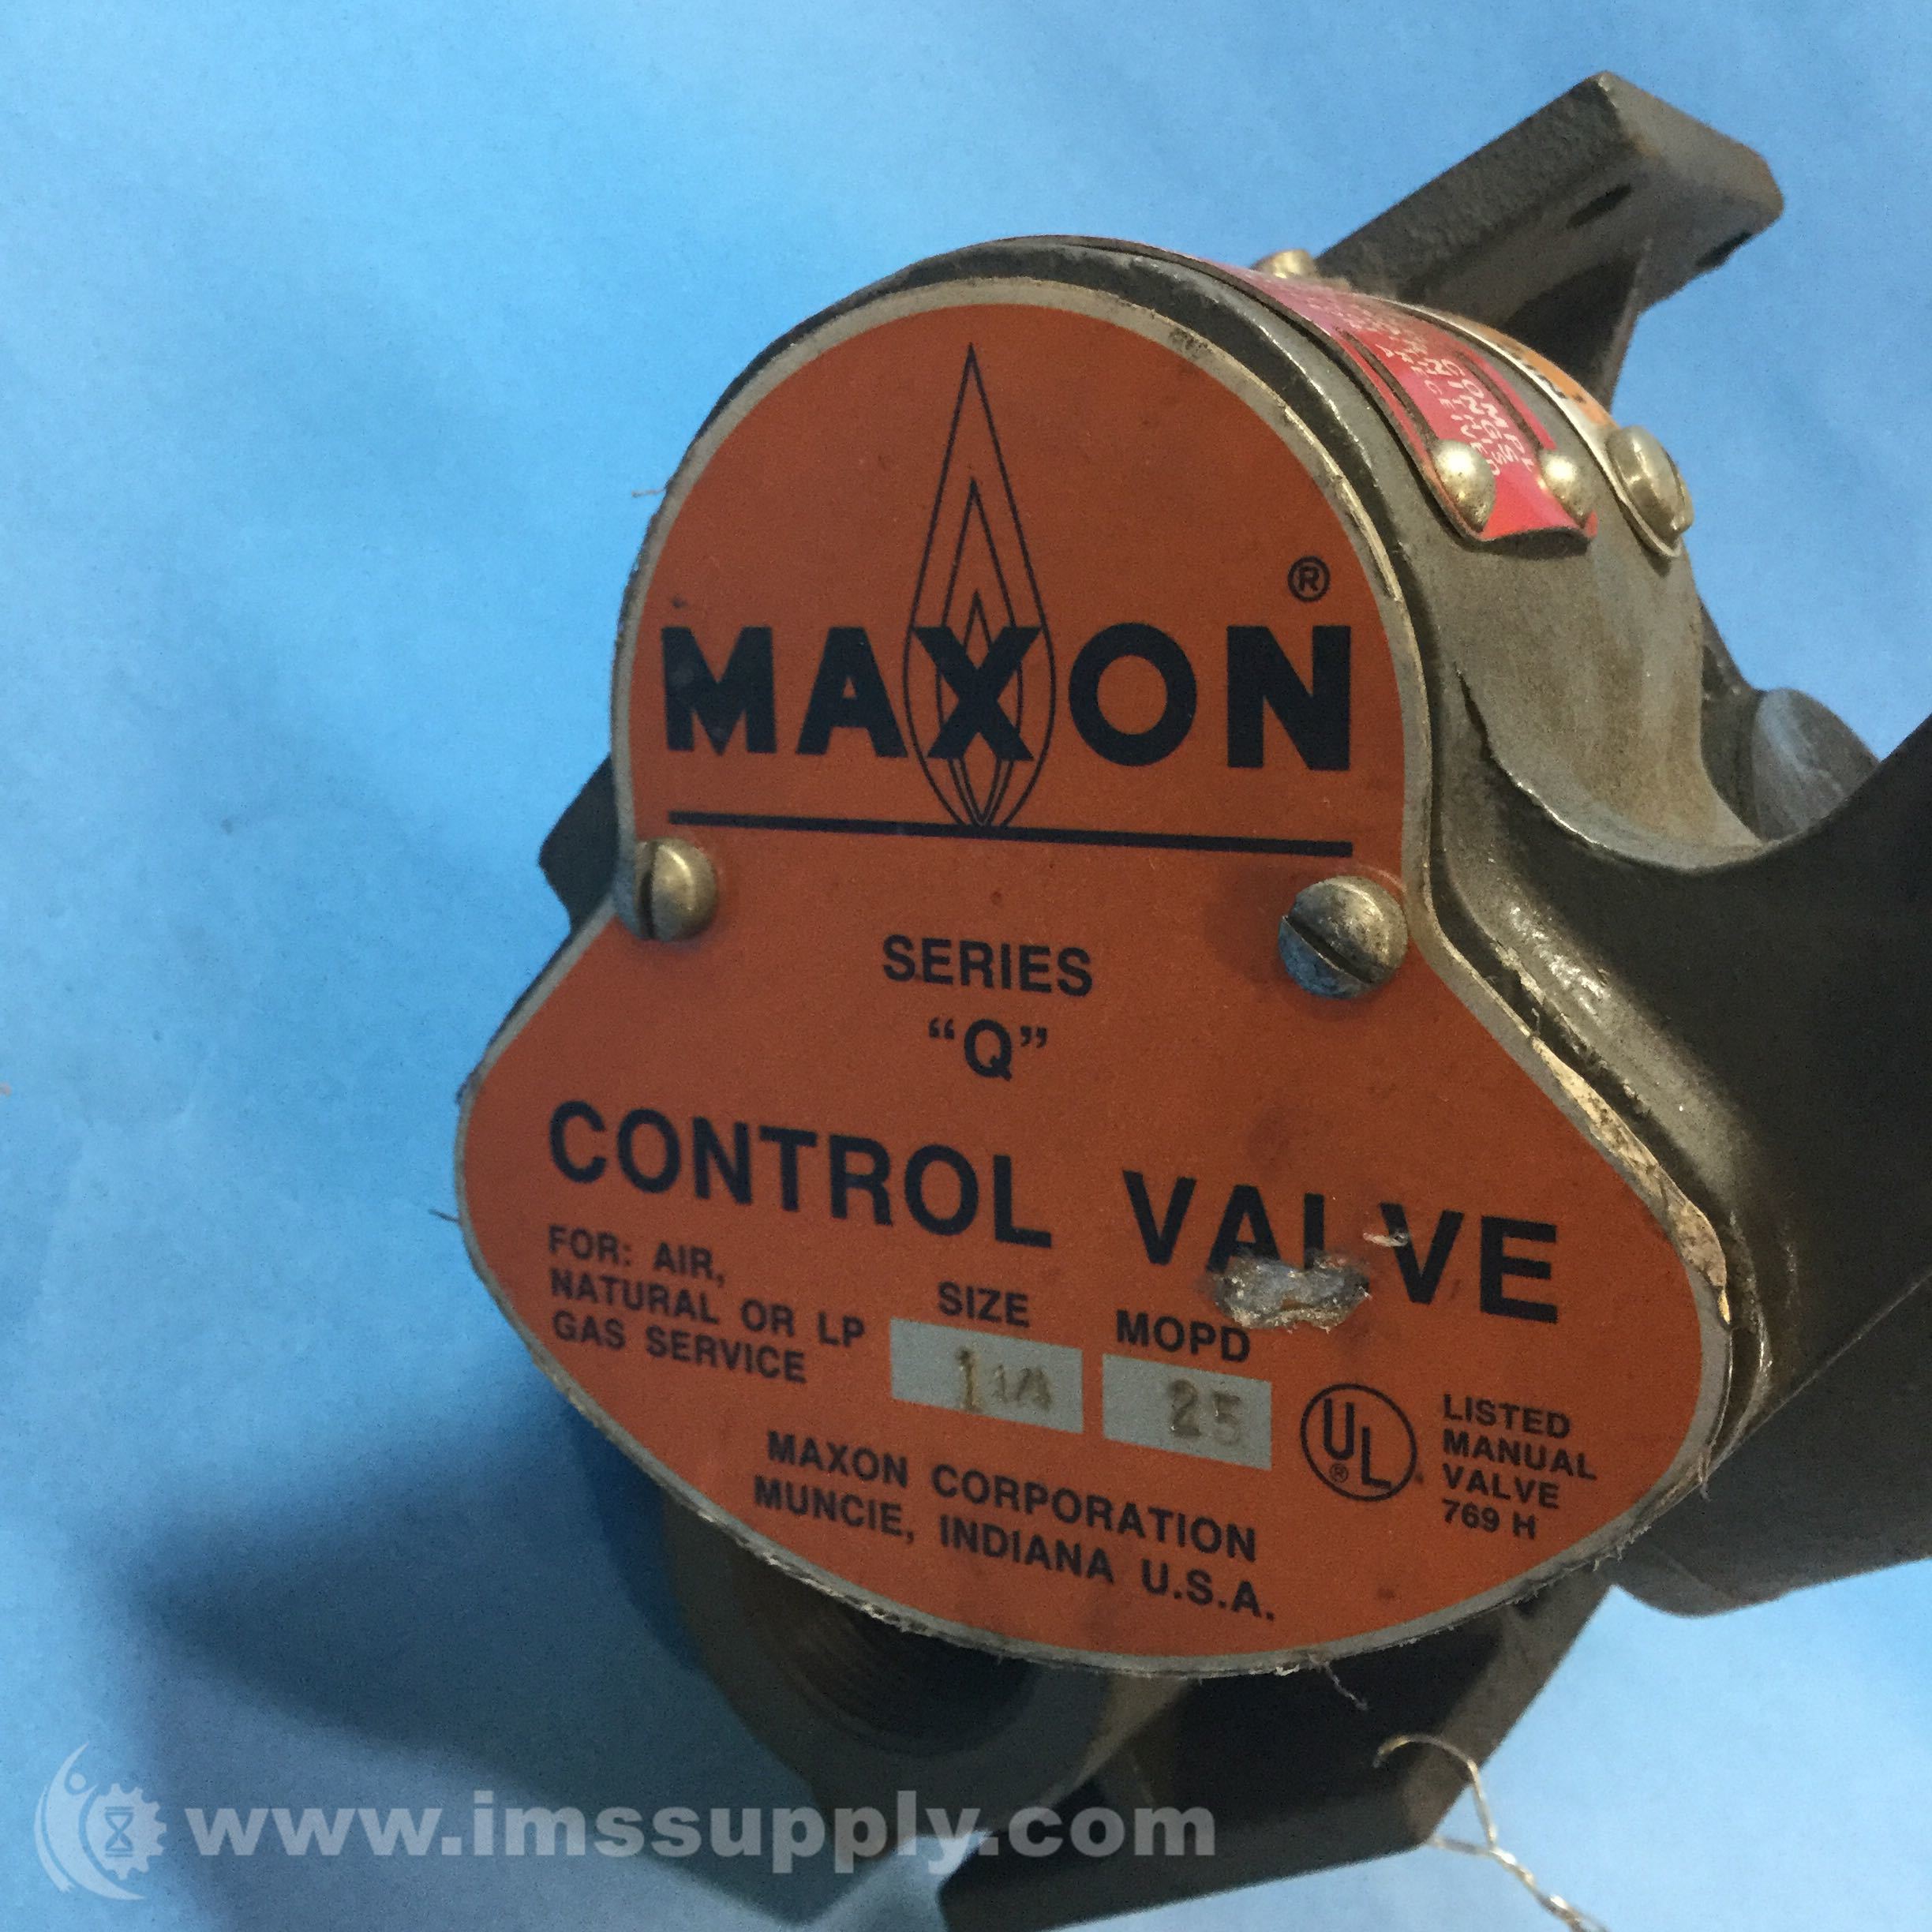 MAXON®
SERIES
“Q”
CONTROL VALVE
FOR: AIR,
NATURAL OR LP
GAS SERVICE
SIZE
1 1/4
MOPD
25
UL®
LISTED
MANUAL
VALVE
769 H
MAXON CORPORATION
MUNCIE, INDIANA U.S.A.
www.imssupply.com